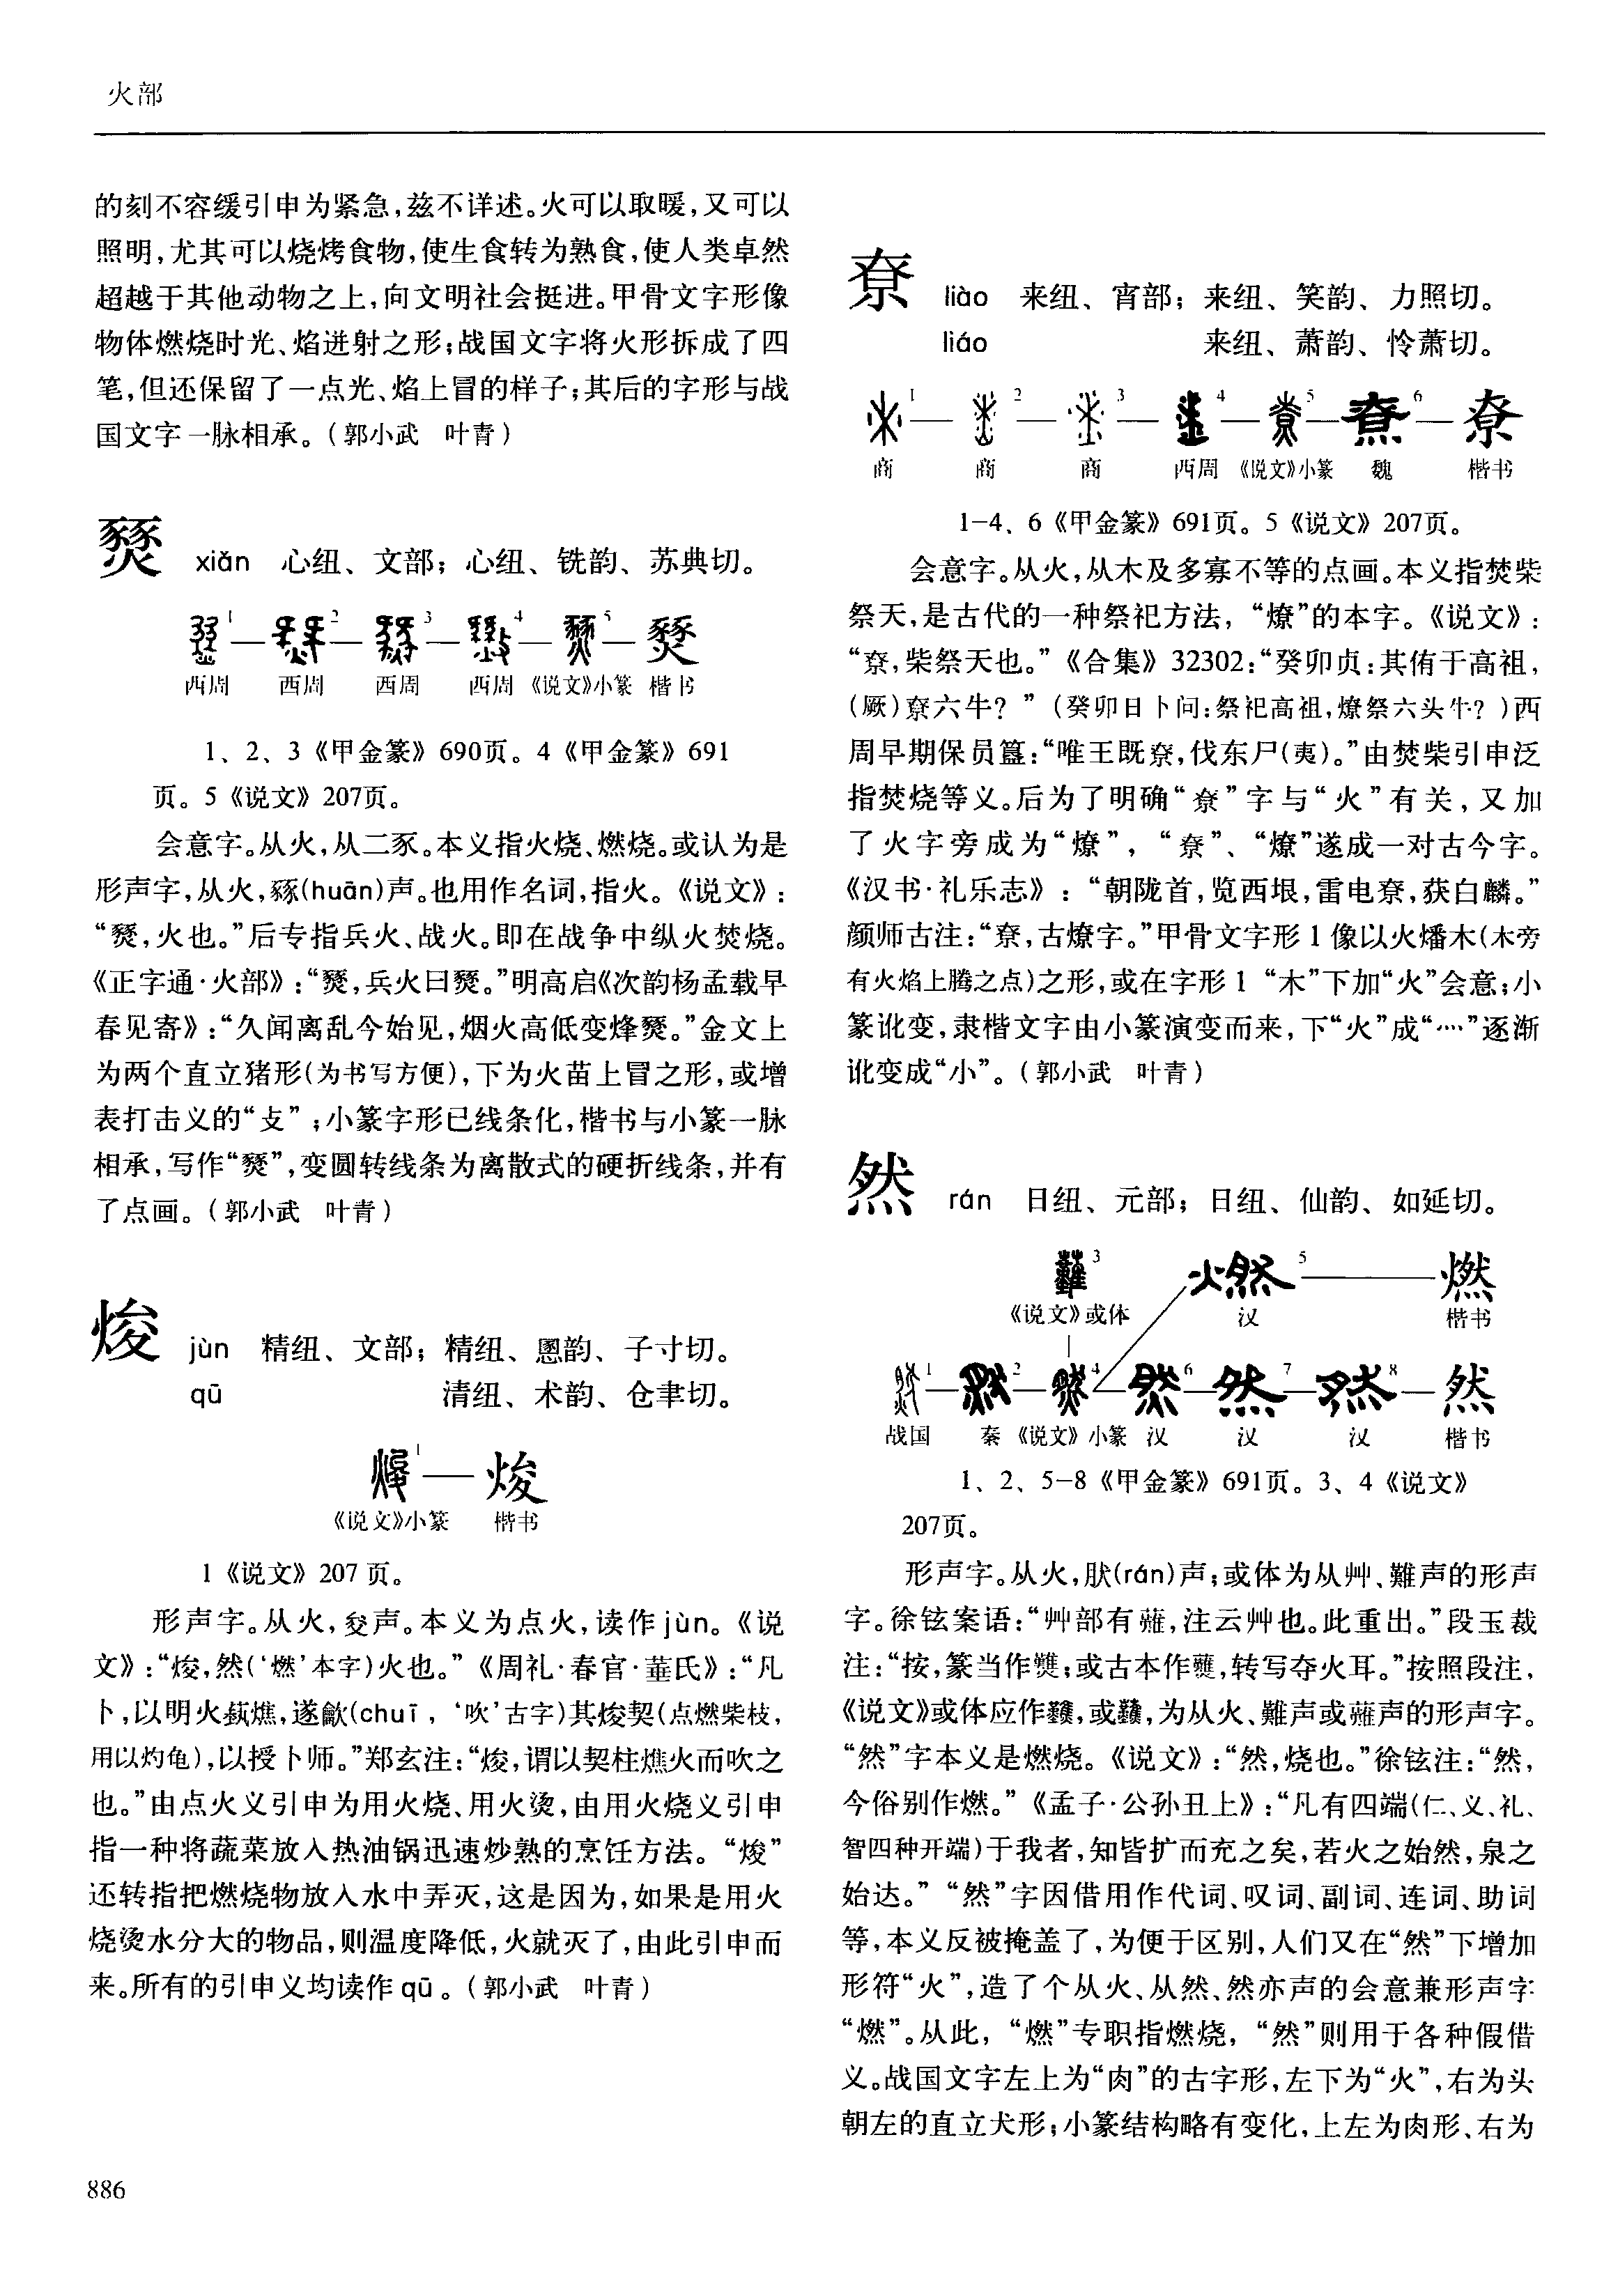 火部
的刻不容缓引申为紧急,兹不详述。火可以取暖,又可以
照明,尤其可以烧烤食物,使生食转为熟食,使人类卓然
超越于其他动物之上,向文明社会挺进。甲骨文字形像
物体燃烧时光、焰迸射之形;战国文字将火形拆成了四
笔,但还保留了一点光、焰上冒的样子;其后的字形与战
国文字一脉相承。(郭小武 叶青)
燹 xiǎn 心纽、文部;心纽、铣韵、苏典切。
1 — 2 — 3 — 4 — 5 — 燹
西周 西周 西周 西周 《说文》小篆 楷书
1、2、3《甲金篆》690页。4《甲金篆》691
页。5《说文》207页。
会意字。从火,从二豕。本义指火烧、燃烧。或认为是
形声字,从火,豩(huān)声。也用作名词,指火。《说文》:
“燹,火也。”后专指兵火、战火。即在战争中纵火焚烧。
《正字通·火部》:“燹,兵火曰燹。”明高启《次韵杨孟载早
春见寄》:“久闻离乱今始见,烟火高低变烽燹。”金文上
为两个直立猪形(为书写方便),下为火苗上冒之形,或增
表打击义的“攴”;小篆字形已线条化,楷书与小篆一脉
相承,写作“燹”,变圆转线条为离散式的硬折线条,并有
了点画。(郭小武 叶青)
焌 jùn 精纽、文部;精纽、慁韵、子寸切。
qū 清纽、术韵、仓聿切。
1 — 焌
《说文》小篆 楷书
1《说文》207页。
形声字。从火,夋声。本义为点火,读作jùn。《说
文》:“焌,然(‘燃’本字)火也。”《周礼·春官·菙氏》:“凡
卜,以明火爇燋,遂龡(chuī,‘吹’古字)其焌契(点燃柴枝,
用以灼龟),以授卜师。”郑玄注:“焌,谓以契柱燋火而吹之
也。”由点火义引申为用火烧、用火烫,由用火烧义引申
指一种将蔬菜放入热油锅迅速炒熟的烹饪方法。“焌”
还转指把燃烧物放入水中弄灭,这是因为,如果是用火
烧烫水分大的物品,则温度降低,火就灭了,由此引申而
来。所有的引申义均读作qū。(郭小武 叶青)
尞 liào 来纽、宵部;来纽、笑韵、力照切。
liáo 来纽、萧韵、怜萧切。
1 — 2 — 3 — 4 — 5 — 6 — 尞
商 商 商 西周 《说文》小篆 魏 楷书
1-4、6《甲金篆》691页。5《说文》207页。
会意字。从火,从木及多寡不等的点画。本义指焚柴
祭天,是古代的一种祭祀方法,“燎”的本字。《说文》:
“尞,柴祭天也。”《合集》32302:“癸卯贞:其侑于高祖,
(厥)尞六牛?”(癸卯日卜问:祭祀高祖,燎祭六头牛?)西
周早期保员簋:“唯王既尞,伐东尸(夷)。”由焚柴引申泛
指焚烧等义。后为了明确“尞”字与“火”有关,又加
了火字旁成为“燎”,“尞”、“燎”遂成一对古今字。
《汉书·礼乐志》:“朝陇首,览西垠,雷电尞,获白麟。”
颜师古注:“尞,古燎字。”甲骨文字形1像以火燔木(木旁
有火焰上腾之点)之形,或在字形1“木”下加“火”会意;小
篆讹变,隶楷文字由小篆演变而来,下“火”成“灬”逐渐
讹变成“小”。(郭小武 叶青)
然 rán 日纽、元部;日纽、仙韵、如延切。
3 5 燃
《说文》或体 汉 楷书
1 — 2 — 4 — 6 — 7 — 8 — 然
战国 秦 《说文》小篆 汉 汉 汉 楷书
1、2、5-8《甲金篆》691页。3、4《说文》
207页。
形声字。从火,肰(rán)声;或体为从艸、難声的形声
字。徐铉案语:“艸部有虇,注云艸也。此重出。”段玉裁
注:“按,篆当作;或古本作,转写夺火耳。”按照段注,
《说文》或体应作,或,为从火、難声或声的形声字。
“然”字本义是燃烧。《说文》:“然,烧也。”徐铉注:“然,
今俗别作燃。”《孟子·公孙丑上》:“凡有四端(仁、义、礼、
智四种开端)于我者,知皆扩而充之矣,若火之始然,泉之
始达。”“然”字因借用作代词、叹词、副词、连词、助词
等,本义反被掩盖了,为便于区别,人们又在“然”下增加
形符“火”,造了个从火、从然、然亦声的会意兼形声字
“燃”。从此,“燃”专职指燃烧,“然”则用于各种假借
义。战国文字左上为“肉”的古字形,左下为“火”,右为头
朝左的直立犬形;小篆结构略有变化,上左为肉形、右为
886